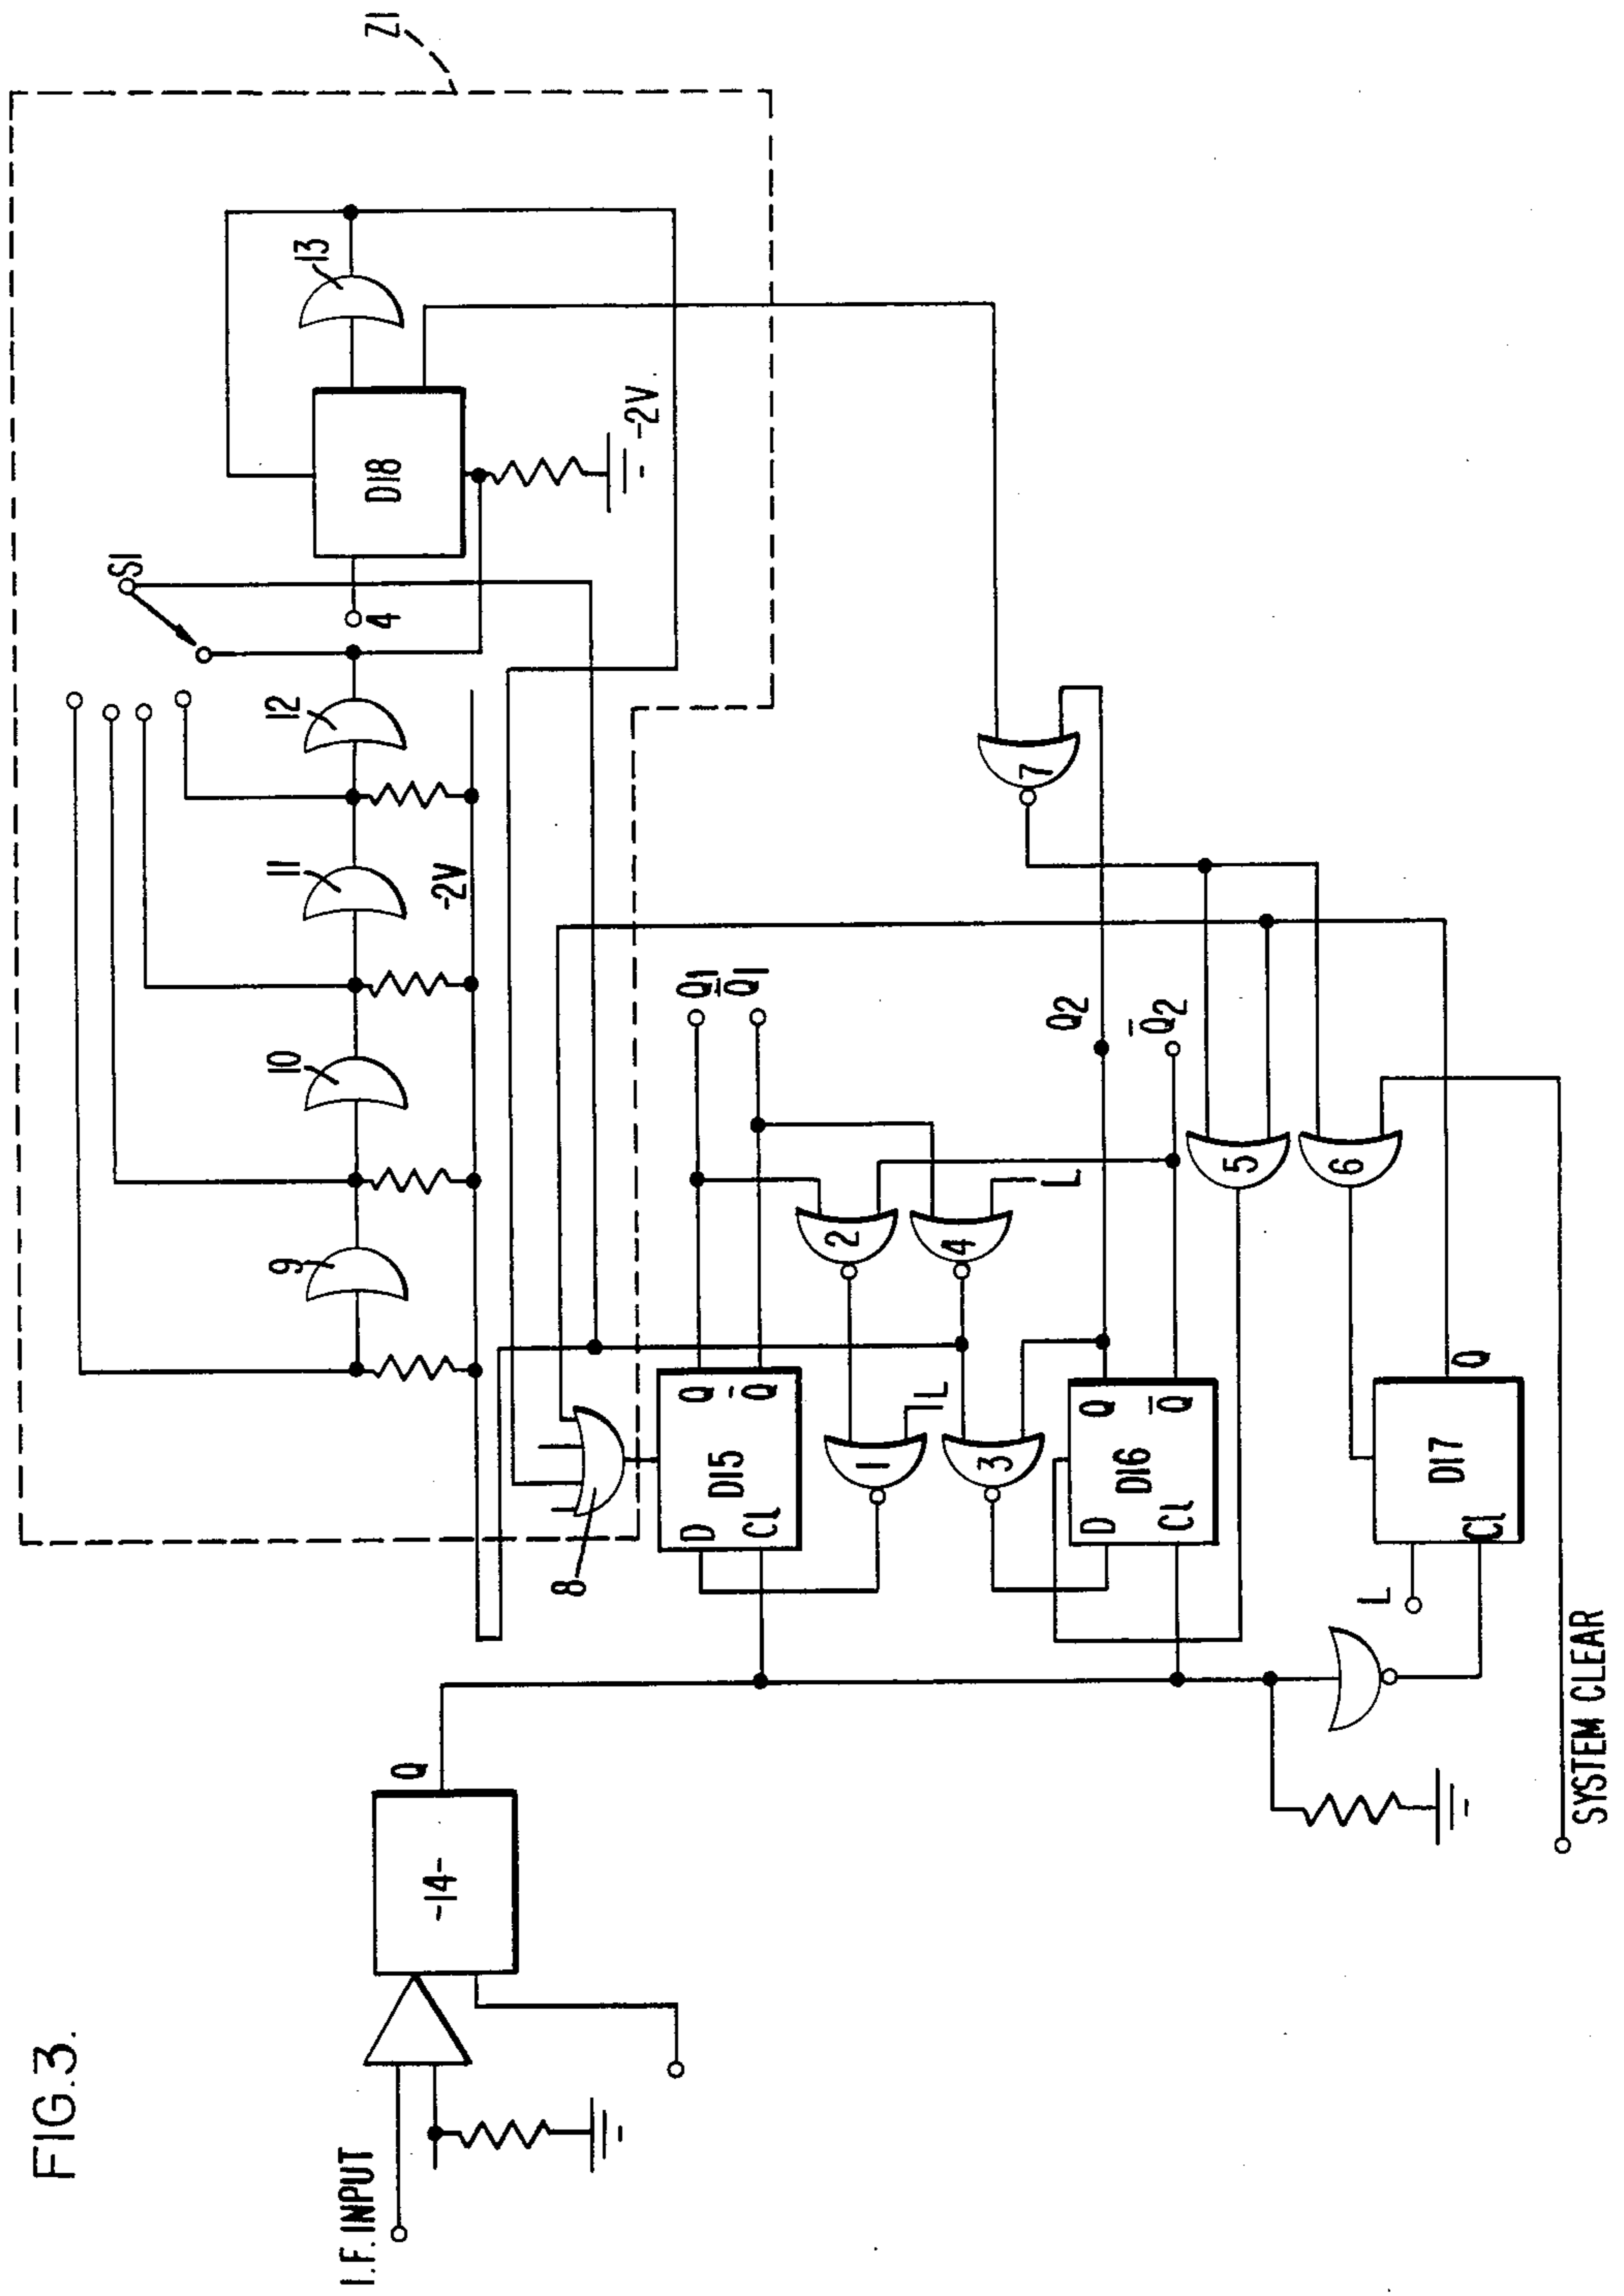 FIG.3.
I.F. INPUT
-14-
Q
SYSTEM CLEAR
Z1
S1
9
10
11
12
13
-2V
4
D18
-2V
8
D15
D
Cl
Q
Q̅
Q1
Q̅1
1
2
3
4
L
L
D16
D
Cl
Q
Q̅
Q2
Q̅2
5
6
7
D17
L
Cl
Q